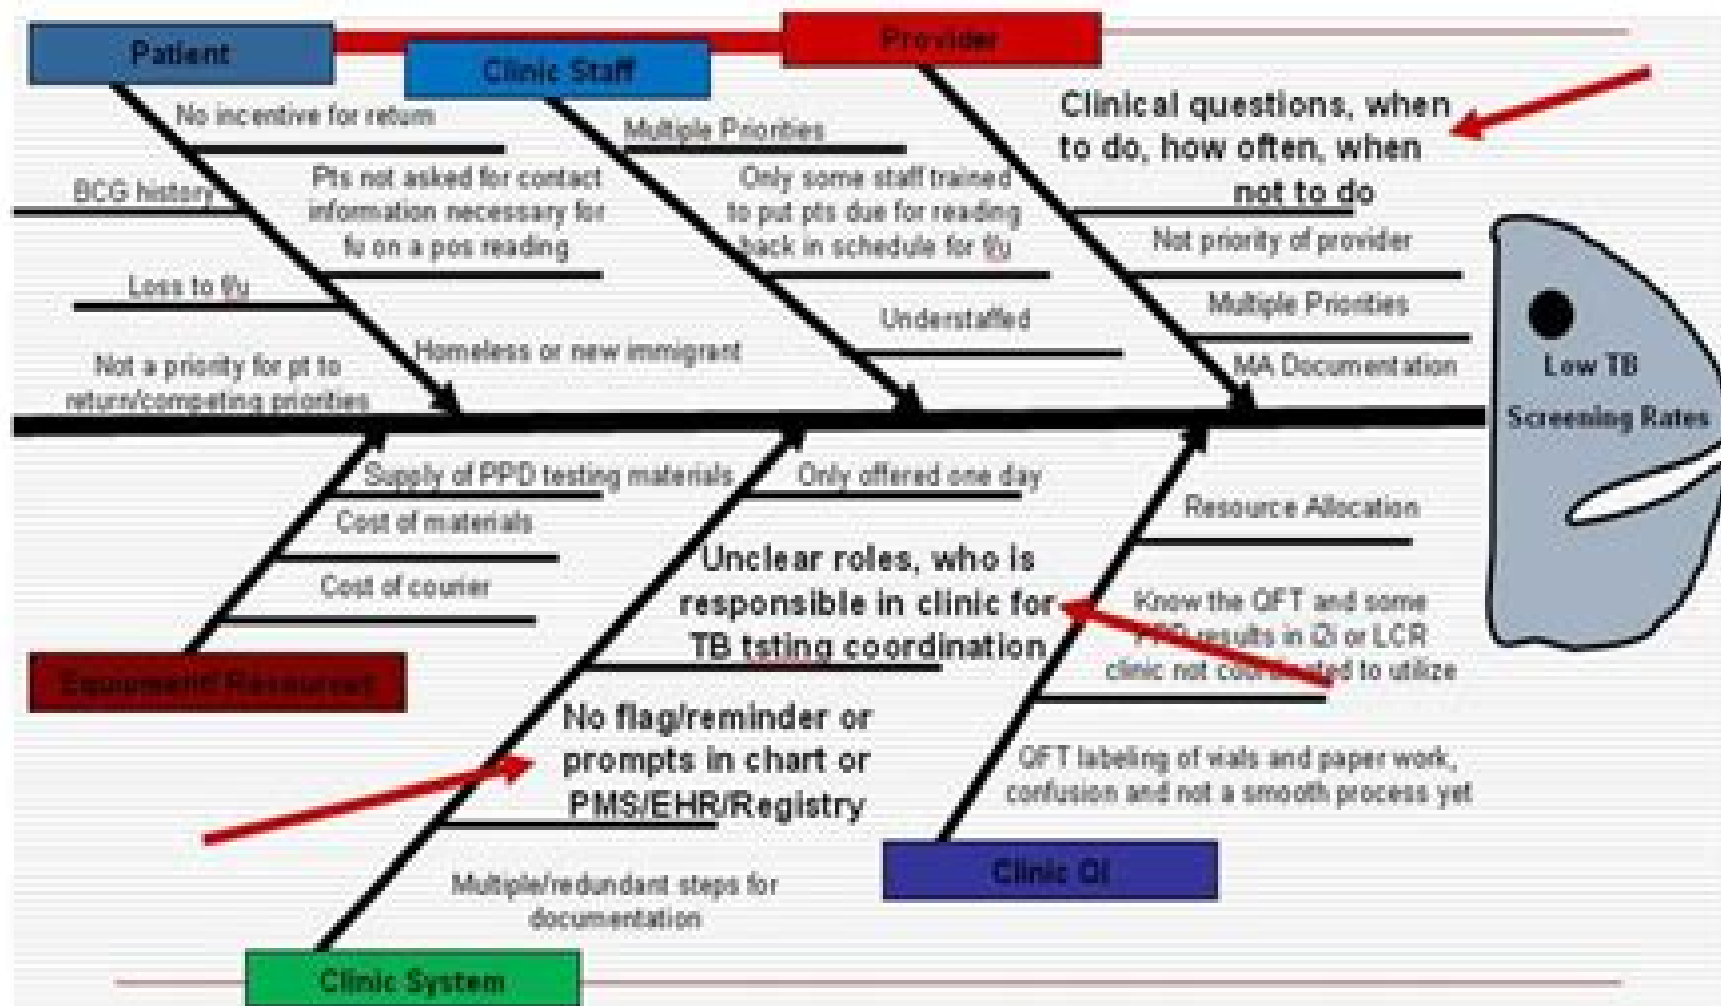 Patient
Clinic Staff
Provider
No incentive for return
BCG history
Pts not asked for contact
information necessary for
fu on a pos reading
Loss to f/u
Homeless or new immigrant
Not a priority for pt to
return/competing priorities
Multiple Priorities
Only some staff trained
to put pts due for reading
back in schedule for f/u
Understaffed
Clinical questions, when
to do, how often, when
not to do
Not priority of provider
Multiple Priorities
MA Documentation
Low TB
Screening Rates
Supply of PPD testing materials
Cost of materials
Cost of courier
Equipment/ Resources
Only offered one day
Unclear roles, who is
responsible in clinic for
TB tsting coordination
No flag/reminder or
prompts in chart or
PMS/EHR/Registry
Multiple/redundant steps for
documentation
Clinic System
Resource Allocation
Know the QFT and some
results in i2i or LCR
clinic not to utilize
QFT labeling of vials and paper work,
confusion and not a smooth process yet
Clinic QI